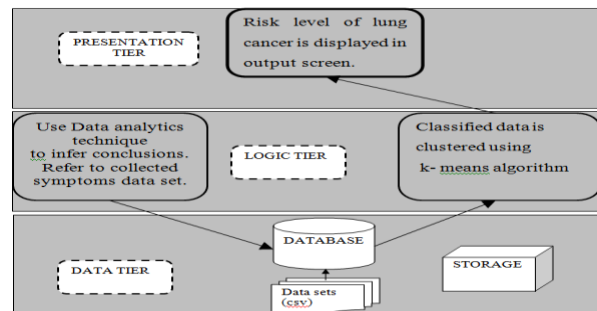 PRESENTATION
TIER
Risk level of lung
cancer is displayed in
output screen.
Use Data analytics
technique
to infer conclusions.
Refer to collected
symptoms data set.
LOGIC TIER
Classified data is
clustered using
k- means algorithm
DATA TIER
DATABASE
Data sets
(csv)
STORAGE